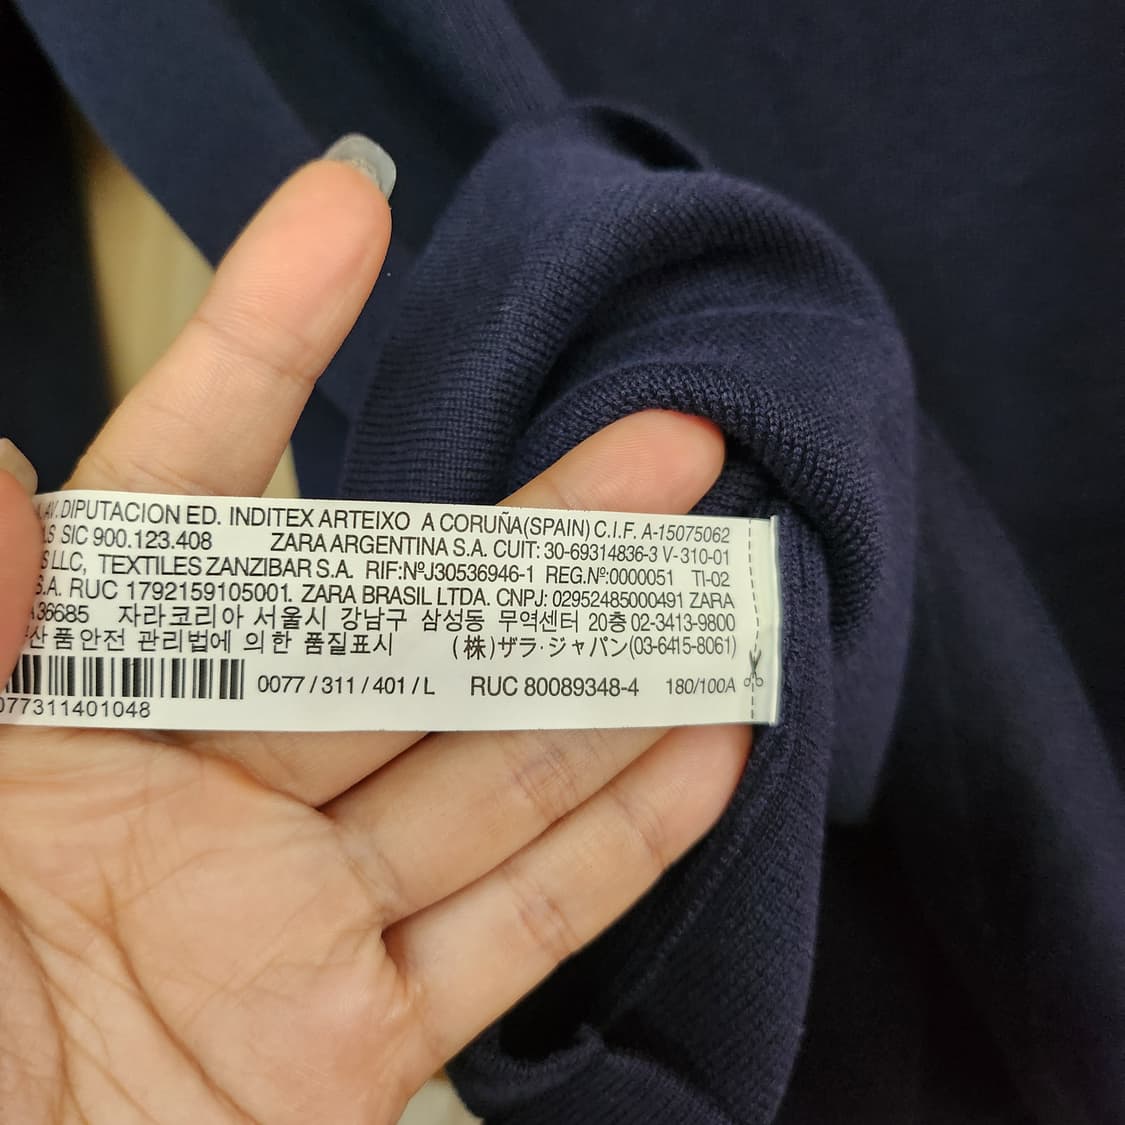 AV. DIPUTACION ED. INDITEX ARTEIXO A CORUÑA(SPAIN) C.I.F. A-15075062
SIC 900.123.408 ZARA ARGENTINA S.A. CUIT: 30-69314836-3 V-310-01
LLC, TEXTILES ZANZIBAR S.A. RIF:NºJ30536946-1 REG.Nº:0000051 TI-02
S.A. RUC 1792159105001. ZARA BRASIL LTDA. CNPJ: 02952485000491 ZARA
36685 자라코리아 서울시 강남구 삼성동 무역센터 20층 02-3413-9800
산품안전 관리법에 의한 품질표시 (株)ザラ·ジャパン(03-6415-8061)
0077 / 311 / 401 / L RUC 80089348-4 180/100A
077311401048